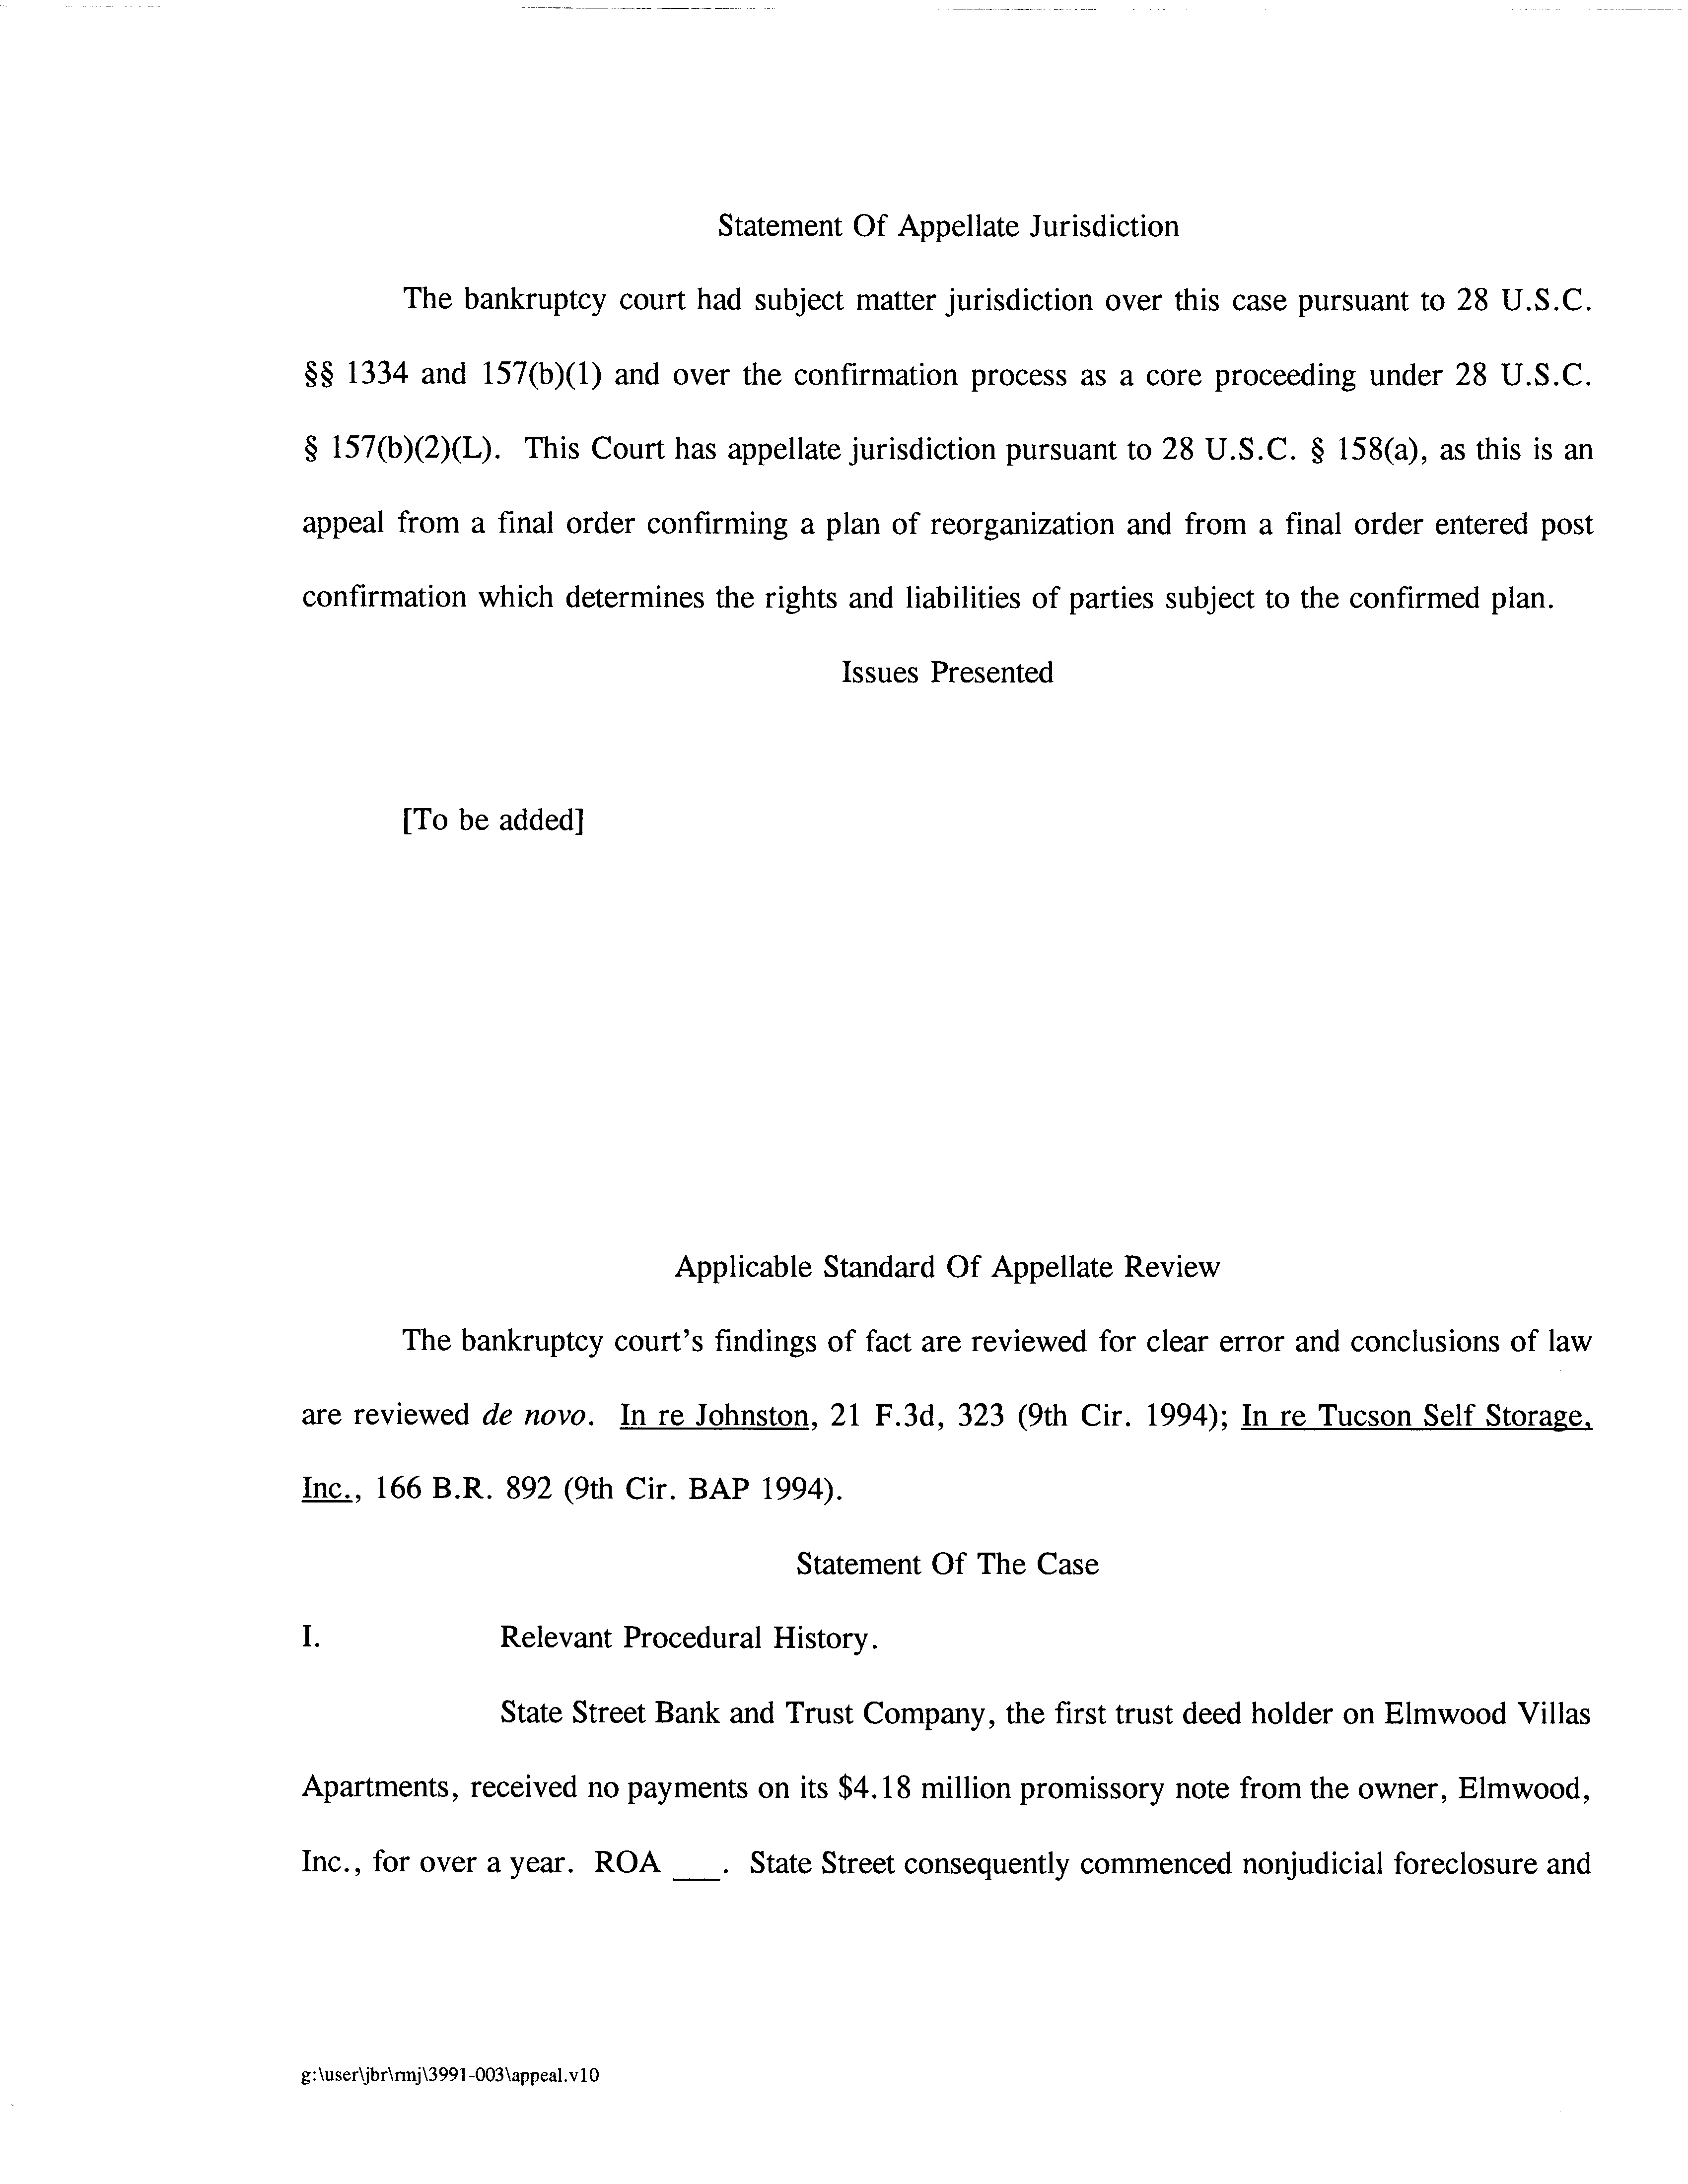 Statement Of Appellate Jurisdiction
The bankruptcy court had subject matter jurisdiction over this case pursuant to 28 U.S.C.
§§ 1334 and 157(b)(1) and over the confirmation process as a core proceeding under 28 U.S.C.
§ 157(b)(2)(L). This Court has appellate jurisdiction pursuant to 28 U.S.C. § 158(a), as this is an
appeal from a final order confirming a plan of reorganization and from a final order entered post
confirmation which determines the rights and liabilities of parties subject to the confirmed plan.
Issues Presented
[To be added]
Applicable Standard Of Appellate Review
The bankruptcy court's findings of fact are reviewed for clear error and conclusions of law
are reviewed de novo. In re Johnston, 21 F.3d, 323 (9th Cir. 1994); In re Tucson Self Storage,
Inc., 166 B.R. 892 (9th Cir. BAP 1994).
Statement Of The Case
I. Relevant Procedural History.
State Street Bank and Trust Company, the first trust deed holder on Elmwood Villas
Apartments, received no payments on its $4.18 million promissory note from the owner, Elmwood,
Inc., for over a year. ROA ___. State Street consequently commenced nonjudicial foreclosure and
g:\user\jbr\rmj\3991-003\appeal.v10